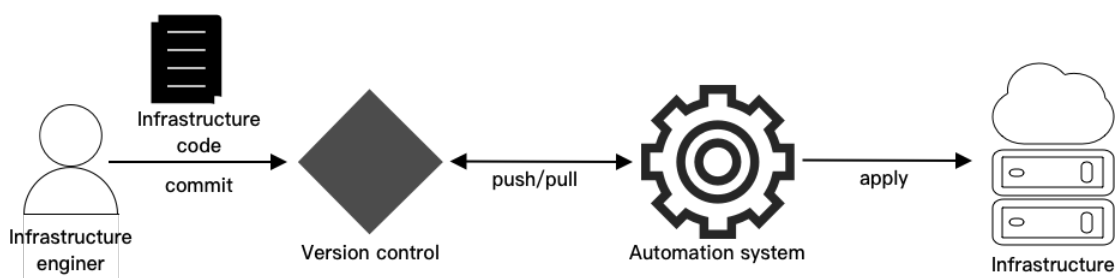 Infrastructure
code
commit
Infrastructure
enginer
Version control
push/pull
Automation system
apply
Infrastructure